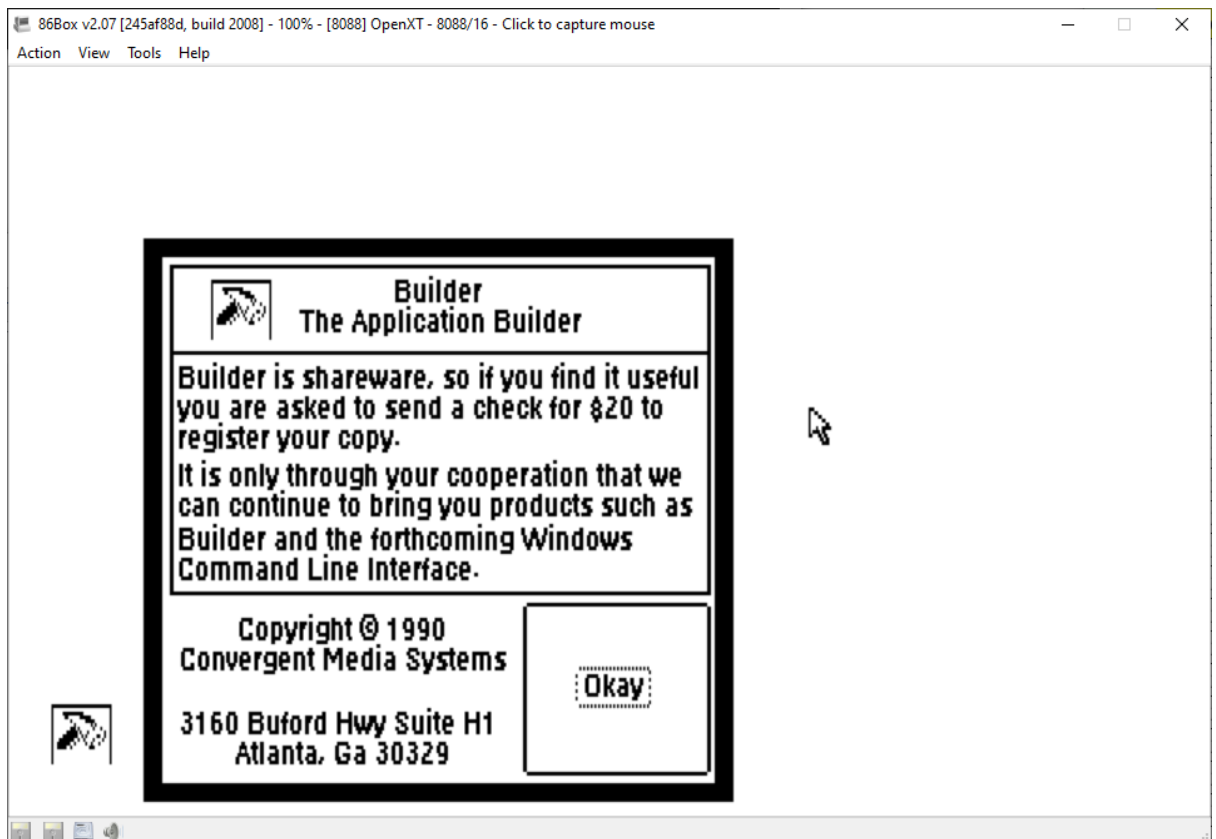 86Box v2.07 [245af88d, build 2008] - 100% - [8088] OpenXT - 8088/16 - Click to capture mouse
Action View Tools Help
Builder
The Application Builder
Builder is shareware, so if you find it useful
you are asked to send a check for $20 to
register your copy.
It is only through your cooperation that we
can continue to bring you products such as
Builder and the forthcoming Windows
Command Line Interface.
Copyright © 1990
Convergent Media Systems
Okay
3160 Buford Hwy Suite H1
Atlanta, Ga 30329